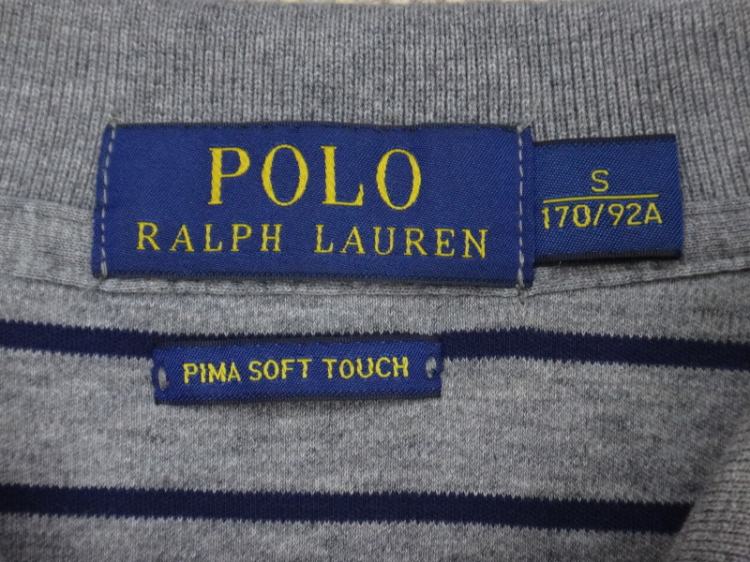 POLO
RALPH LAUREN
S
170/92A
PIMA SOFT TOUCH